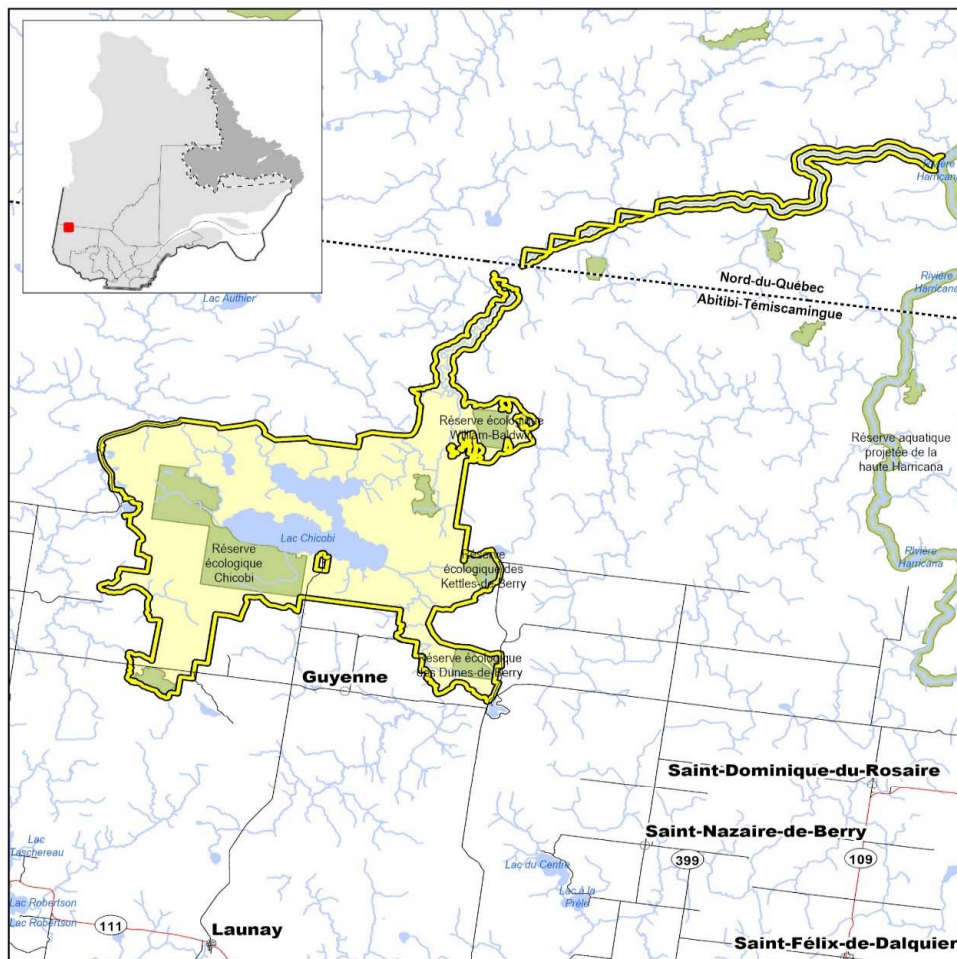 Rivière
Harricana
Nord-du-Québec
Abitibi-Témiscamingue
Rivière
Harricana
Lac Authier
Réserve écologique
William-Baldwin
Réserve aquatique
projetée de la
haute Harricana
Lac Chicobi
Réserve
écologique
Chicobi
Réserve
écologique des
Kettles-de-Berry
Rivière
Harricana
Réserve écologique
des Dunes-de-Berry
Guyenne
Saint-Dominique-du-Rosaire
Saint-Nazaire-de-Berry
399
109
Lac
Taschereau
Lac du Centre
Lac à la
Prêle
Lac Robertson
Lac Robertson
111
Launay
Saint-Félix-de-Dalquier